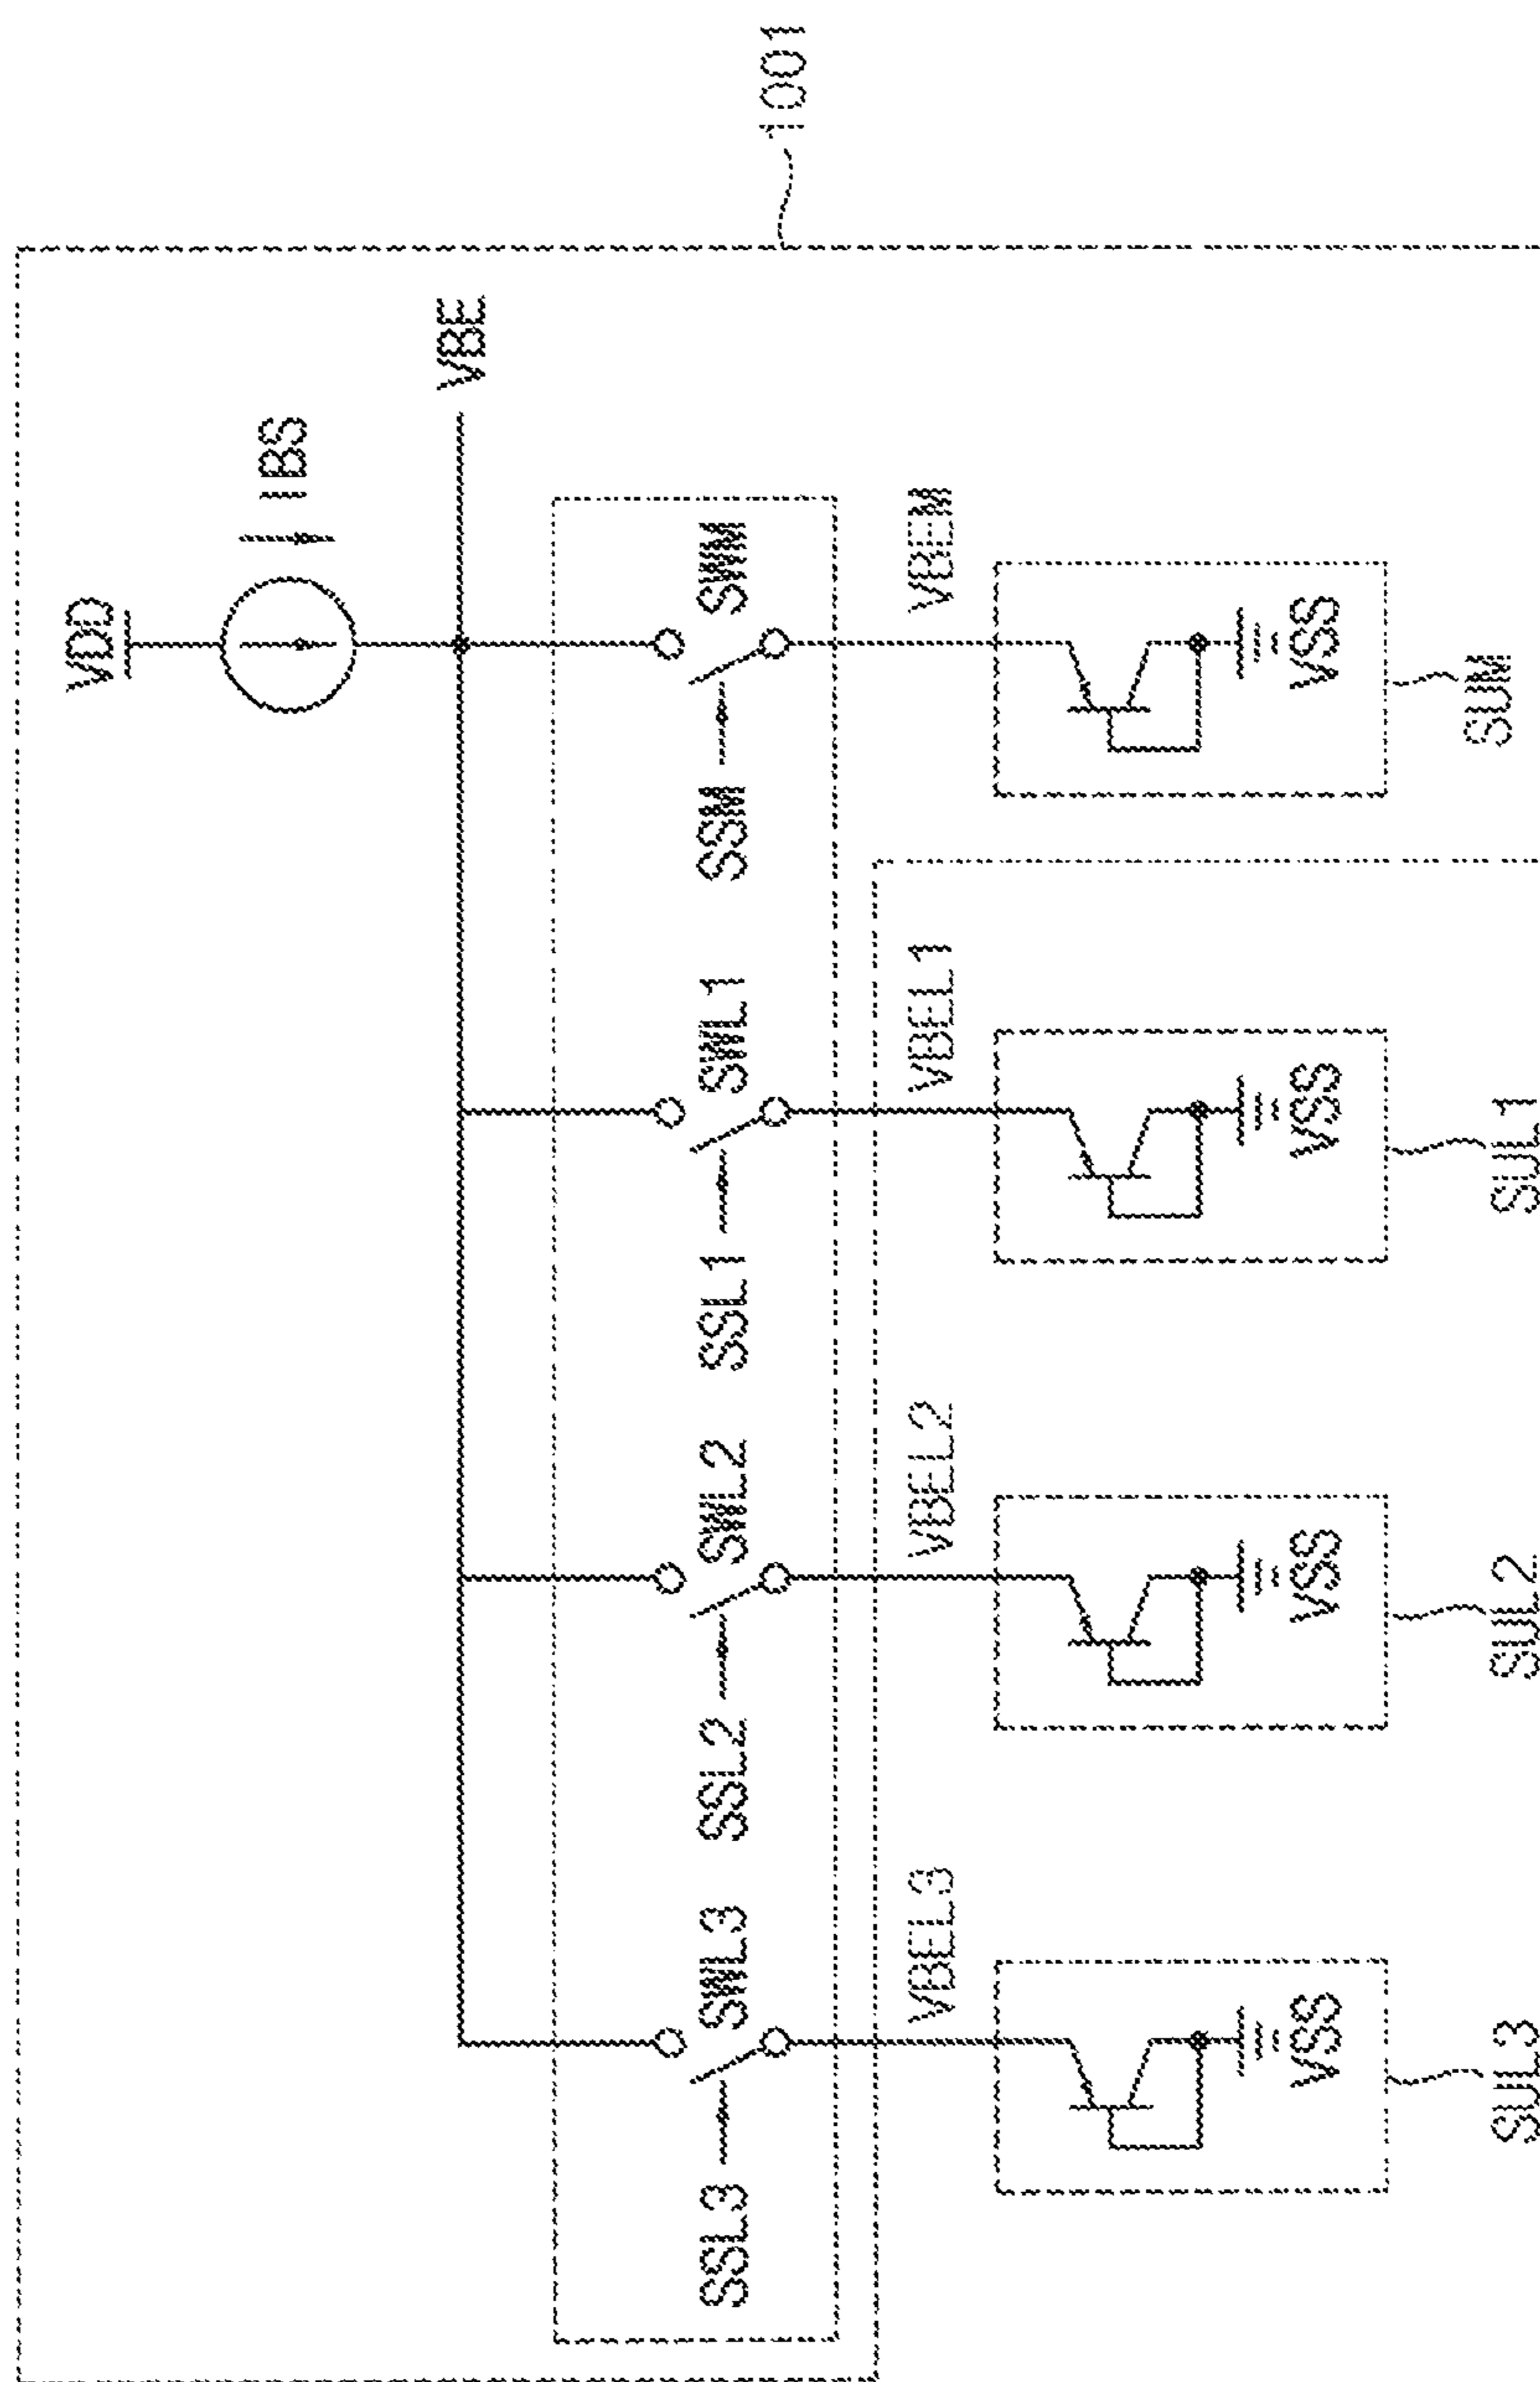 1001
VDD
IBS
VBE
SSL3 SWL3 SSL2 SWL2 SSL1 SWL1 SSM SWM
VBEL3 VBEL2 VBEL1 VBEM
VSS VSS VSS VSS
SUL3 SUL2 SUL1 SUM